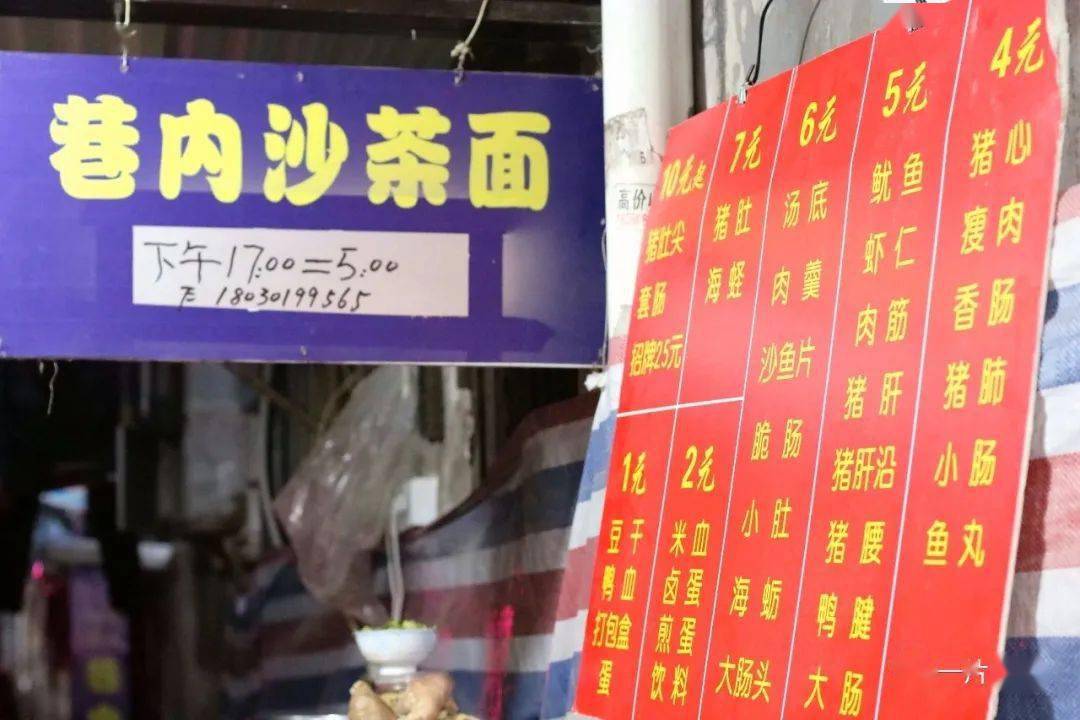 巷内沙茶面
下午17:00=5:00
18030199565
高价
10元起
猪肚尖
套肠
招牌25元
7元
猪肚
海蛏
6元
汤底
肉羹
沙鱼片
脆肠
小肚
海蛎
大肠头
5元
鱿鱼
虾仁
肉筋
猪肝
猪肝沿
猪腰
鸭腱
大肠
4元
猪心
瘦肉
香肠
猪肺
小肠
鱼丸
1元
豆干
鸭血
打包盒
蛋
2元
米血
卤蛋
煎蛋
饮料